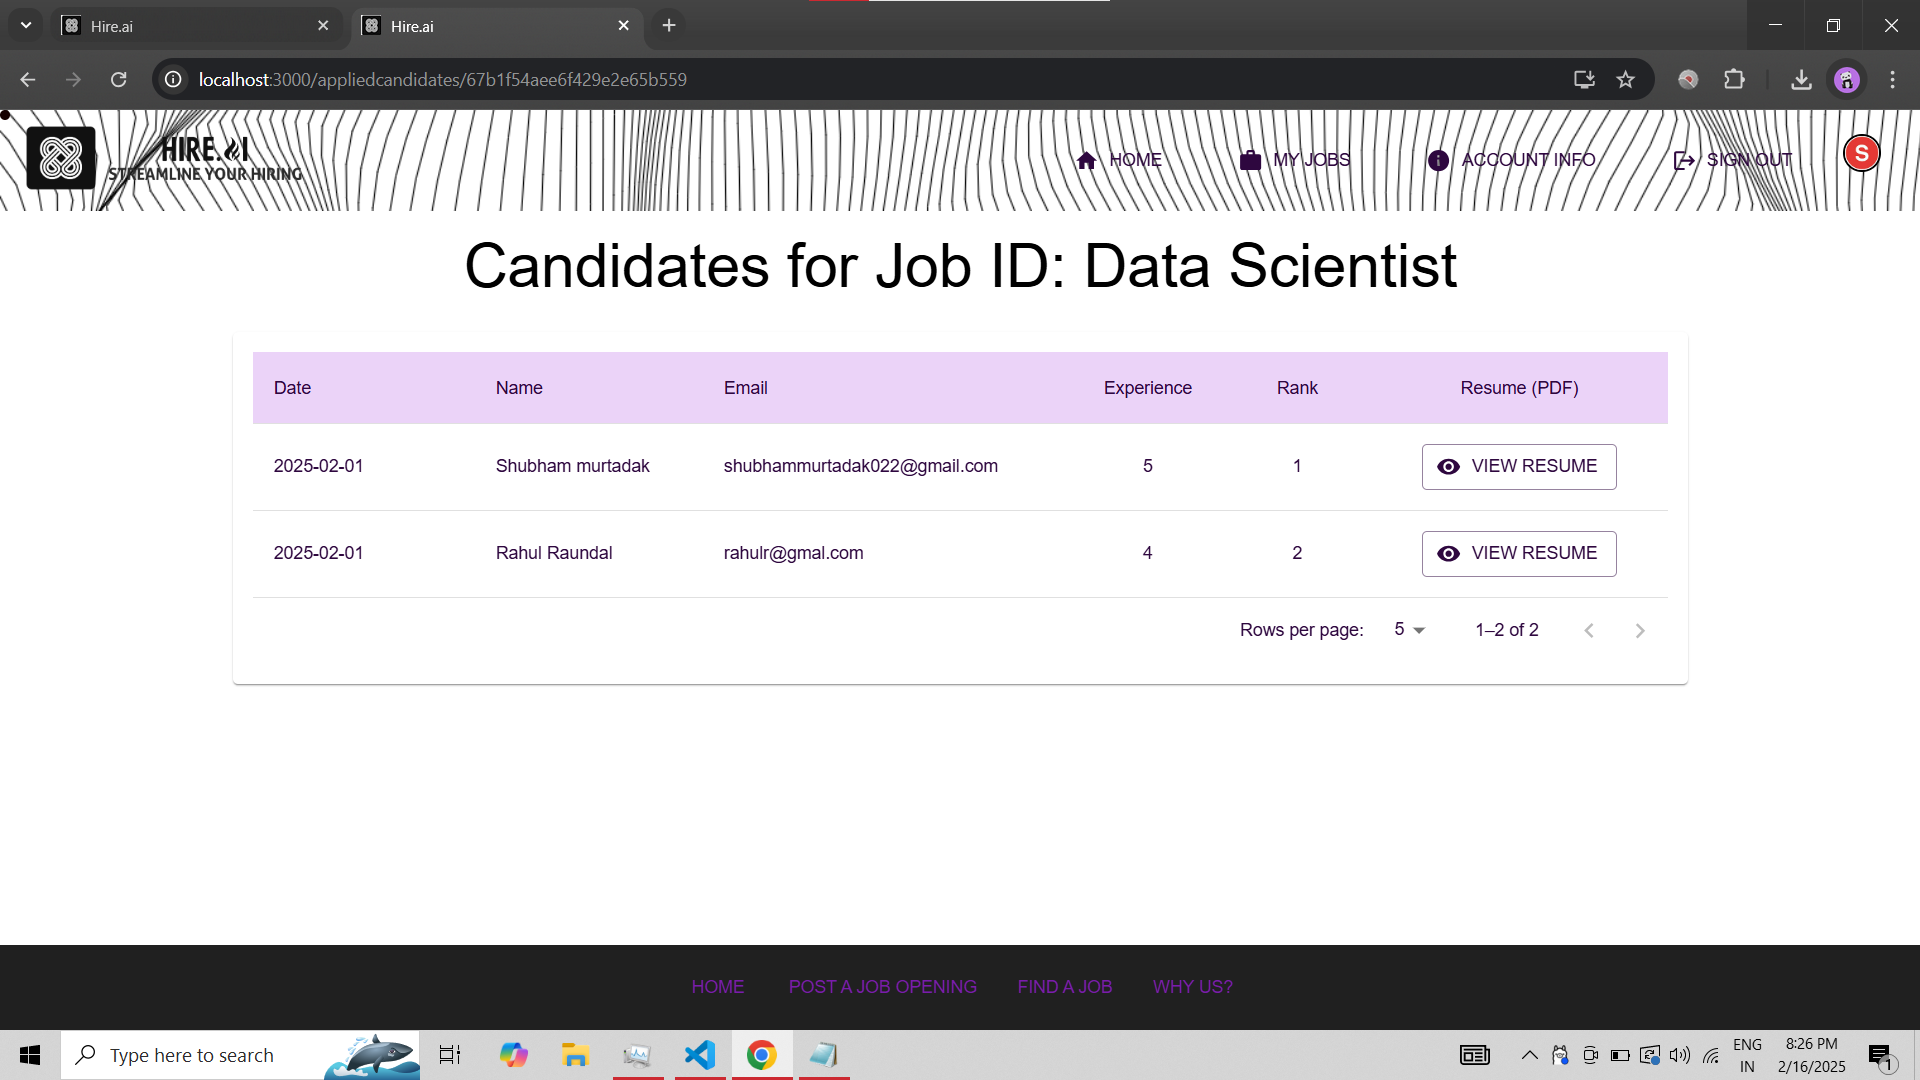 Hire.ai
Hire.ai
localhost:3000/appliedcandidates/67b1f54aee6f429e2e65b559
HIRE.AI
STREAMLINE YOUR HIRING
HOME
MY JOBS
ACCOUNT INFO
SIGN OUT
S
Candidates for Job ID: Data Scientist
Date Name Email Experience Rank Resume (PDF)
2025-02-01 Shubham murtadak shubhammurtadak022@gmail.com 5 1 VIEW RESUME
2025-02-01 Rahul Raundal rahulr@gmal.com 4 2 VIEW RESUME
Rows per page: 5 1–2 of 2
HOME POST A JOB OPENING FIND A JOB WHY US?
Type here to search
ENG
IN
8:26 PM
2/16/2025
1